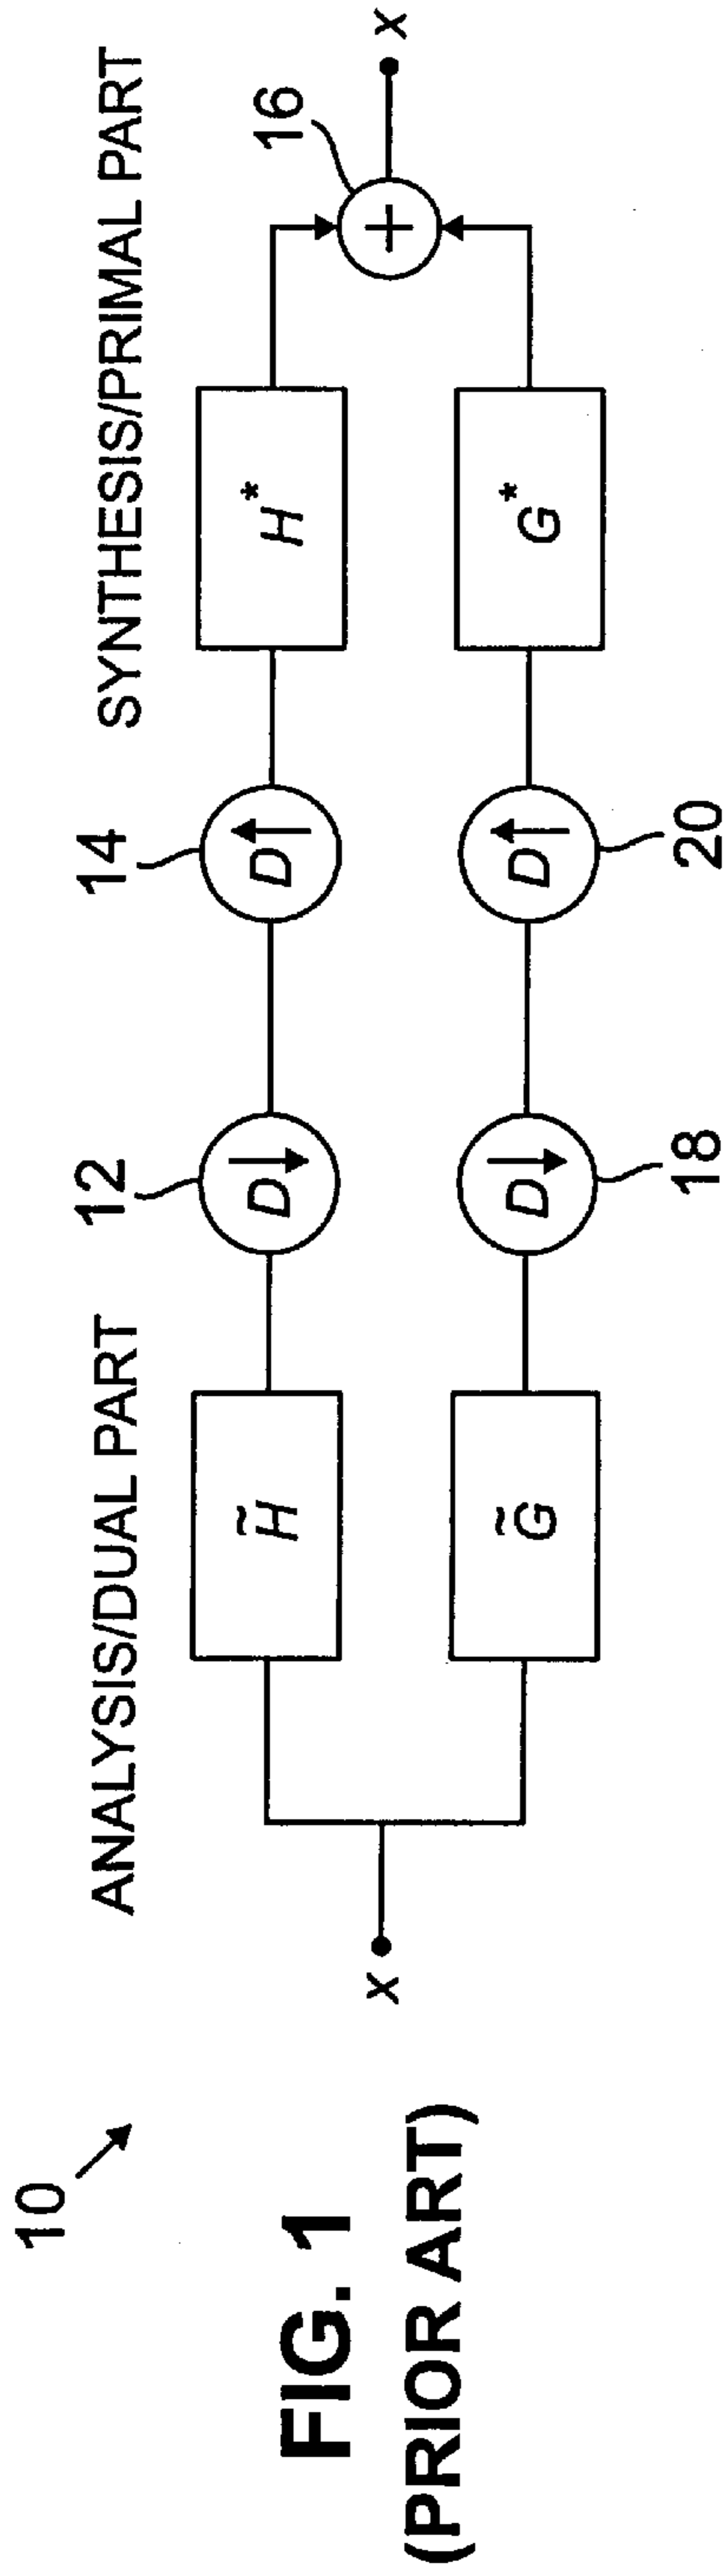 10
ANALYSIS/DUAL PART
SYNTHESIS/PRIMAL PART
12
14
16
H̃
D↓
D↑
H*
x
+
x
G̃
D↓
D↑
G*
18
20
FIG. 1
(PRIOR ART)